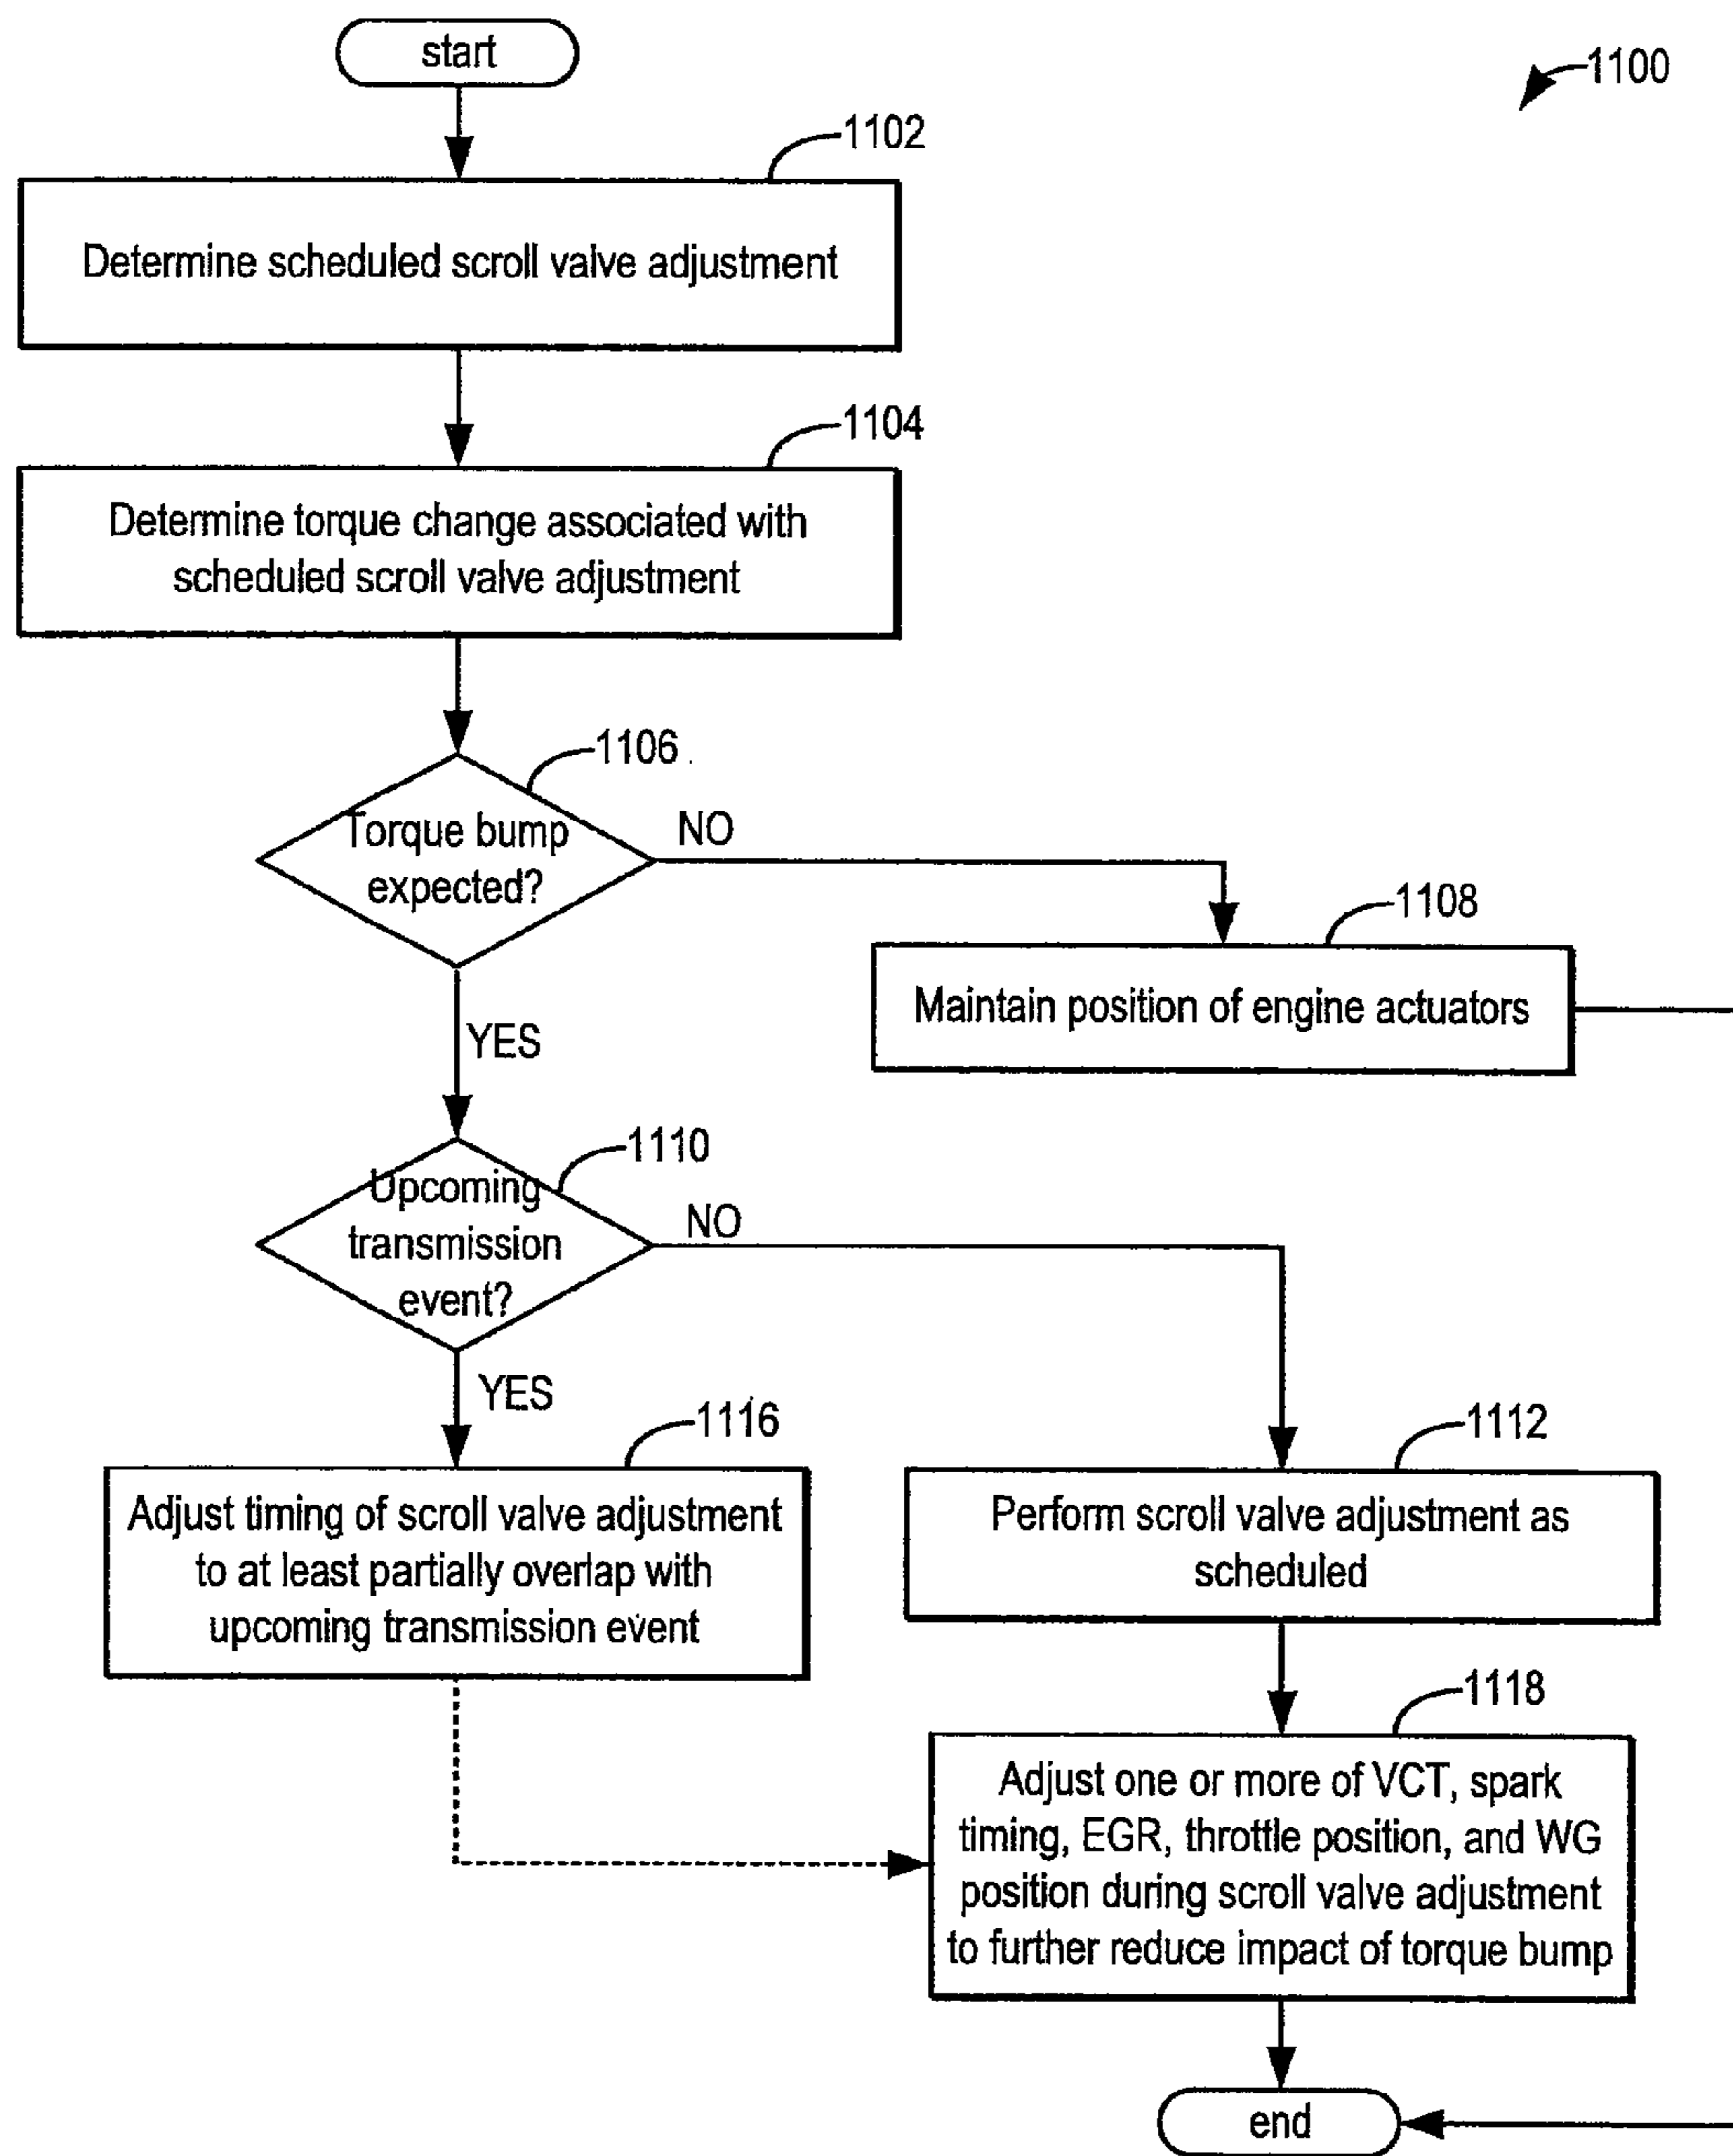 start
1100
1102
Determine scheduled scroll valve adjustment
1104
Determine torque change associated with
scheduled scroll valve adjustment
1106
Torque bump
expected?
NO
1108
Maintain position of engine actuators
YES
1110
Upcoming
transmission
event?
NO
YES
1116
Adjust timing of scroll valve adjustment
to at least partially overlap with
upcoming transmission event
1112
Perform scroll valve adjustment as
scheduled
1118
Adjust one or more of VCT, spark
timing, EGR, throttle position, and WG
position during scroll valve adjustment
to further reduce impact of torque bump
end